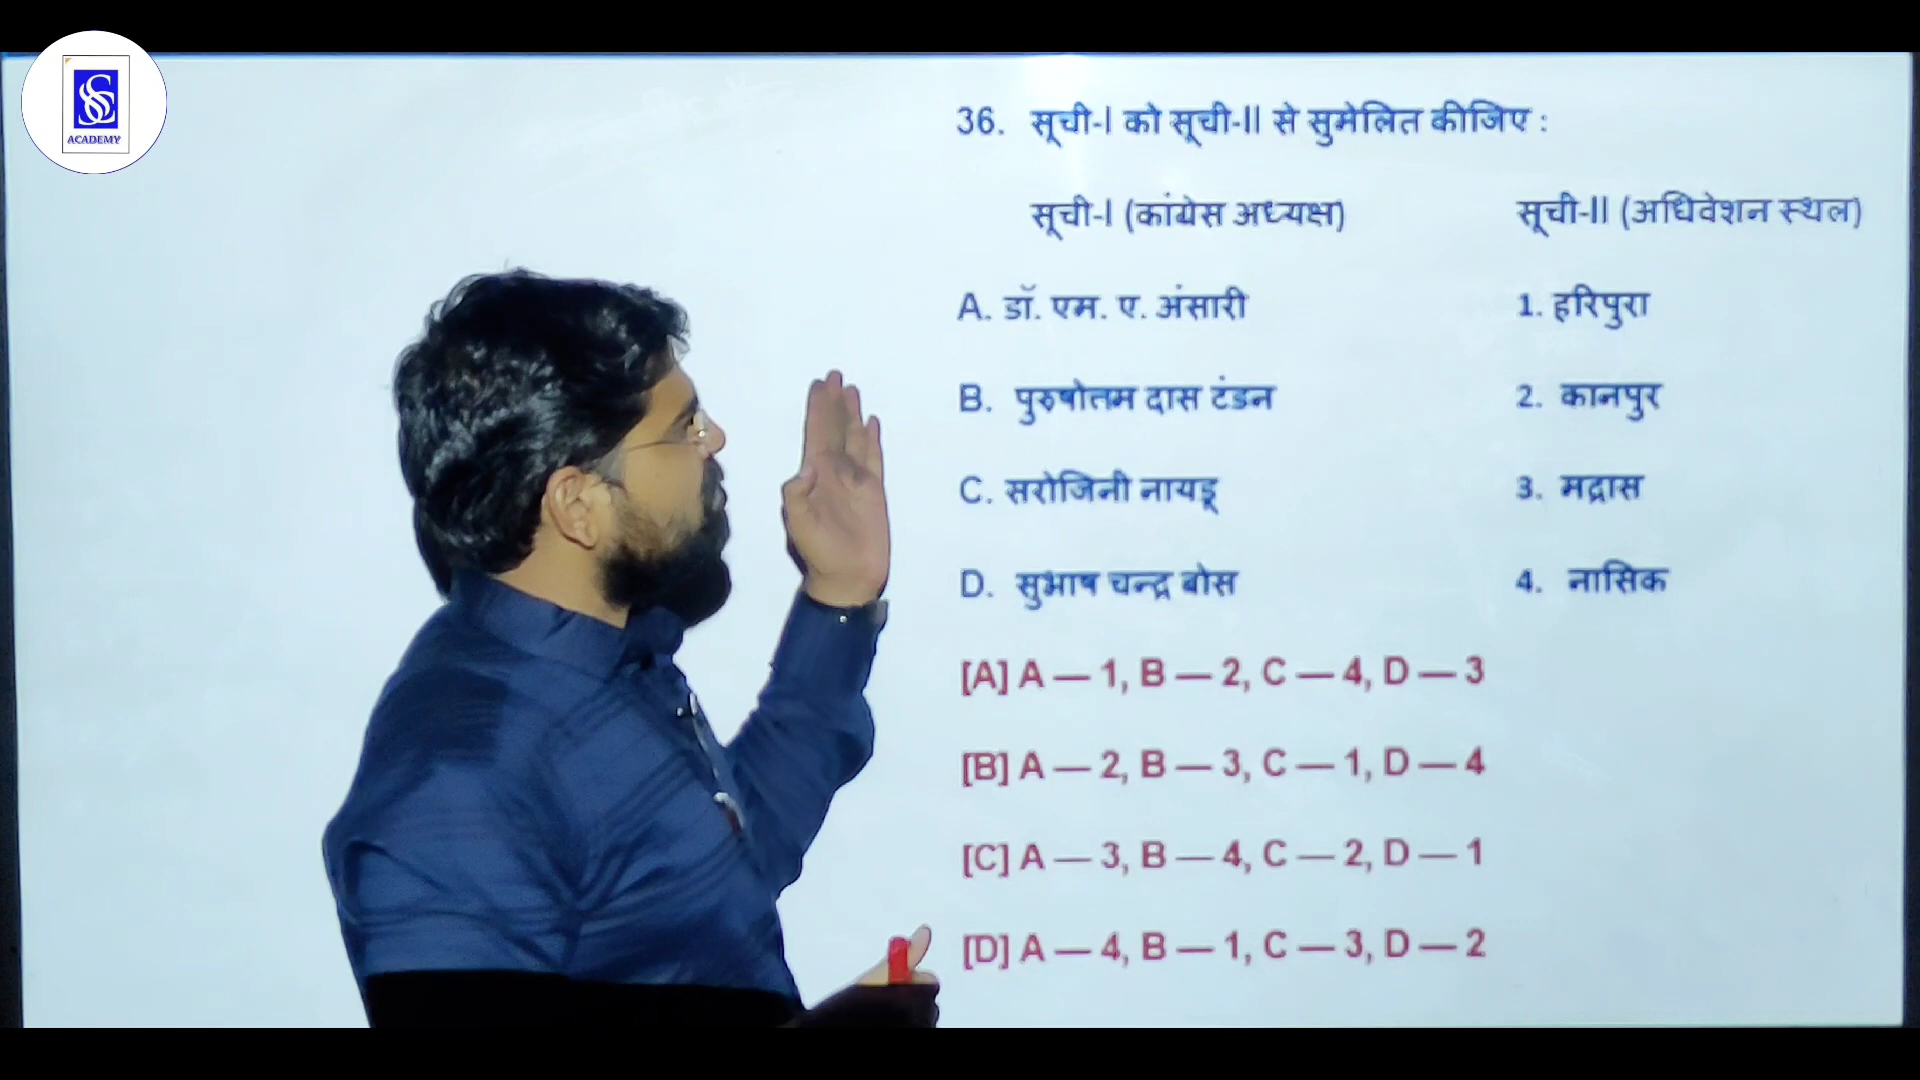 SSC
ACADEMY
36. सूची-I को सूची-II से सुमेलित कीजिए :
सूची-I (कांग्रेस अध्यक्ष) सूची-II (अधिवेशन स्थल)
A. डॉ. एम. ए. अंसारी 1. हरिपुरा
B. पुरुषोतम दास टंडन 2. कानपुर
C. सरोजिनी नायडू 3. मद्रास
D. सुभाष चन्द्र बोस 4. नासिक
[A] A — 1, B — 2, C — 4, D — 3
[B] A — 2, B — 3, C — 1, D — 4
[C] A — 3, B — 4, C — 2, D — 1
[D] A — 4, B — 1, C — 3, D — 2